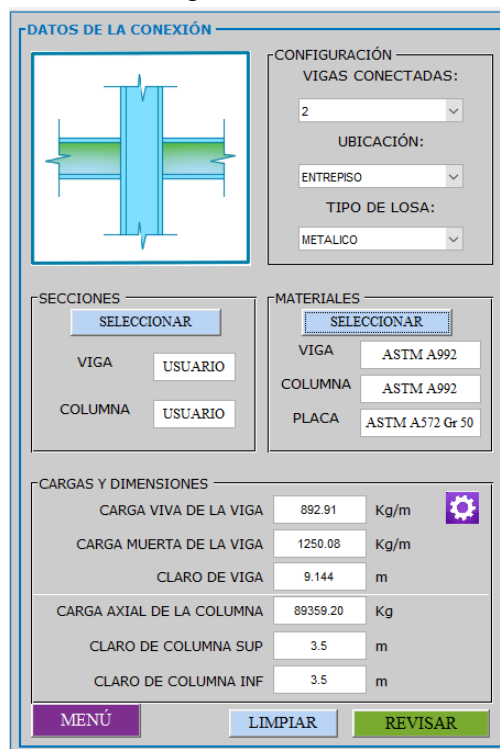 DATOS DE LA CONEXIÓN
CONFIGURACIÓN
VIGAS CONECTADAS:
2
UBICACIÓN:
ENTREPISO
TIPO DE LOSA:
METALICO
SECCIONES
SELECCIONAR
VIGA USUARIO
COLUMNA USUARIO
MATERIALES
SELECCIONAR
VIGA ASTM A992
COLUMNA ASTM A992
PLACA ASTM A572 Gr 50
CARGAS Y DIMENSIONES
CARGA VIVA DE LA VIGA 892.91 Kg/m
CARGA MUERTA DE LA VIGA 1250.08 Kg/m
CLARO DE VIGA 9.144 m
CARGA AXIAL DE LA COLUMNA 89359.20 Kg
CLARO DE COLUMNA SUP 3.5 m
CLARO DE COLUMNA INF 3.5 m
MENÚ LIMPIAR REVISAR